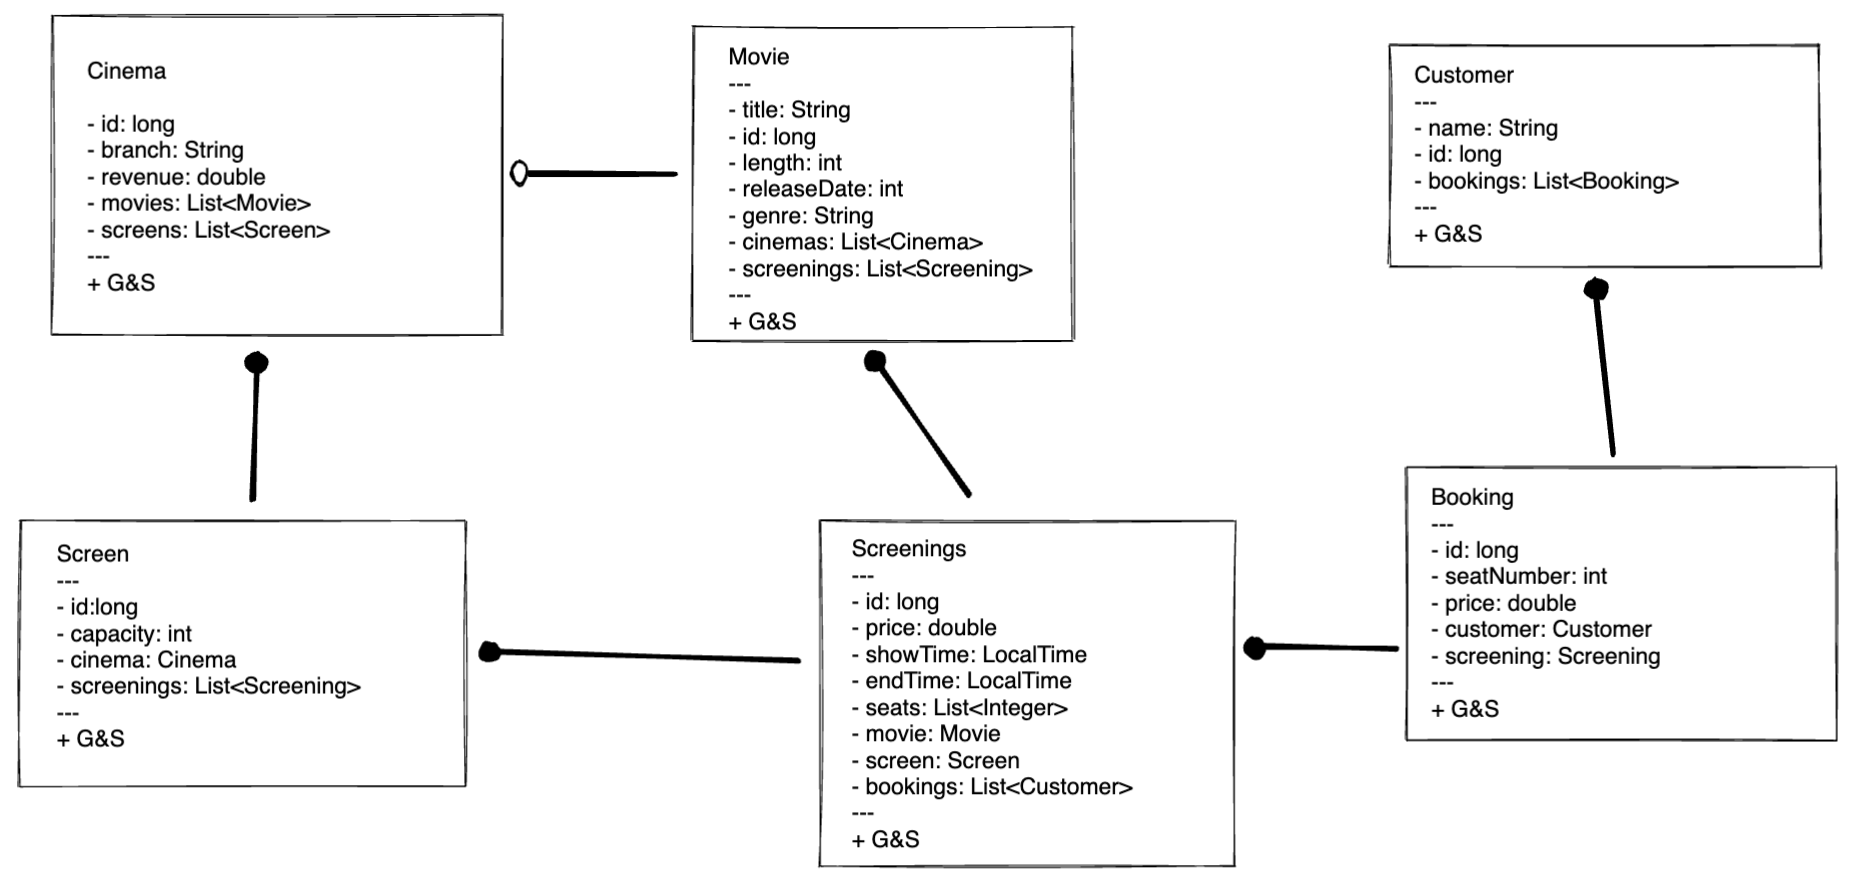 Cinema
- id: long
- branch: String
- revenue: double
- movies: List<Movie>
- screens: List<Screen>
---
+ G&S
Movie
---
- title: String
- id: long
- length: int
- releaseDate: int
- genre: String
- cinemas: List<Cinema>
- screenings: List<Screening>
---
+ G&S
Customer
---
- name: String
- id: long
- bookings: List<Booking>
---
+ G&S
Screen
---
- id:long
- capacity: int
- cinema: Cinema
- screenings: List<Screening>
---
+ G&S
Screenings
---
- id: long
- price: double
- showTime: LocalTime
- endTime: LocalTime
- seats: List<Integer>
- movie: Movie
- screen: Screen
- bookings: List<Customer>
---
+ G&S
Booking
---
- id: long
- seatNumber: int
- price: double
- customer: Customer
- screening: Screening
---
+ G&S